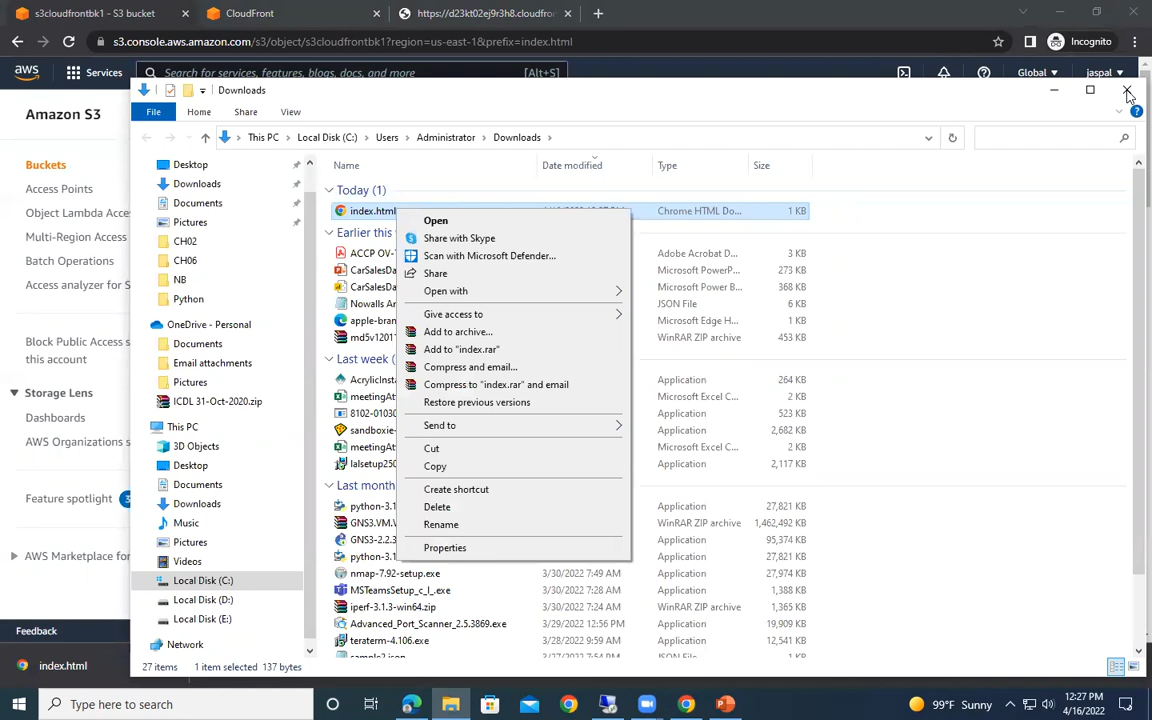 s3cloudfrontbk1 - S3 bucket
CloudFront
https://d23kt02ej9r3h8.cloudfron
s3.console.aws.amazon.com/s3/object/s3cloudfrontbk1?region=us-east-1&prefix=index.html
Incognito
aws
Services
Search for services, features, blogs, docs, and more
[Alt+S]
Global
jaspal
Amazon S3
Buckets
Access Points
Object Lambda Acce
Multi-Region Access
Batch Operations
Access analyzer for S
Block Public Access s
this account
Storage Lens
Dashboards
AWS Organizations s
Feature spotlight
3
AWS Marketplace for
Feedback
index.html
Downloads
File
Home
Share
View
This PC
Local Disk (C:)
Users
Administrator
Downloads
Desktop
Downloads
Documents
Pictures
CH02
CH06
NB
Python
OneDrive - Personal
Documents
Email attachments
Pictures
ICDL 31-Oct-2020.zip
This PC
3D Objects
Desktop
Documents
Downloads
Music
Pictures
Videos
Local Disk (C:)
Local Disk (D:)
Local Disk (E:)
Network
Name Date modified Type Size
Today (1)
index.html Chrome HTML Do... 1 KB
Earlier this
ACCP OV- Adobe Acrobat D... 3 KB
CarSalesDa Microsoft PowerP... 273 KB
CarSalesDa Microsoft Power B... 368 KB
Nowalls An JSON File 6 KB
apple-bran Microsoft Edge H...
md5v12011 WinRAR ZIP archive 453 KB
Last week
AcrylicInst Application 264 KB
meetingAt Microsoft Excel C... 2 KB
8102-01030 Application 523 KB
sandboxie- Application 2,682 KB
meetingAt Microsoft Excel C... 2 KB
lalsetup250 Application 2,117 KB
Last month
python-3.1 Application 27,821 KB
GNS3.VM.V WinRAR ZIP archive 1,462,492 KB
GNS3-2.2.3 Application 95,374 KB
python-3.1 Application 27,821 KB
nmap-7.92-setup.exe 3/30/2022 7:49 AM Application 27,974 KB
MSTeamsSetup_c_l_.exe 3/30/2022 7:28 AM Application 1,388 KB
iperf-3.1.3-win64.zip 3/30/2022 7:24 AM WinRAR ZIP archive 1,365 KB
Advanced_Port_Scanner_2.5.3869.exe 3/29/2022 12:56 PM Application 19,909 KB
teraterm-4.106.exe 3/28/2022 9:59 AM Application 12,541 KB
sample2.json 3/27/2022 7:54 PM JSON File 1 KB
Open
Share with Skype
Scan with Microsoft Defender...
Share
Open with
Give access to
Add to archive...
Add to "index.rar"
Compress and email...
Compress to "index.rar" and email
Restore previous versions
Send to
Cut
Copy
Create shortcut
Delete
Rename
Properties
27 items 1 item selected 137 bytes
Type here to search
99°F Sunny
12:27 PM
4/16/2022